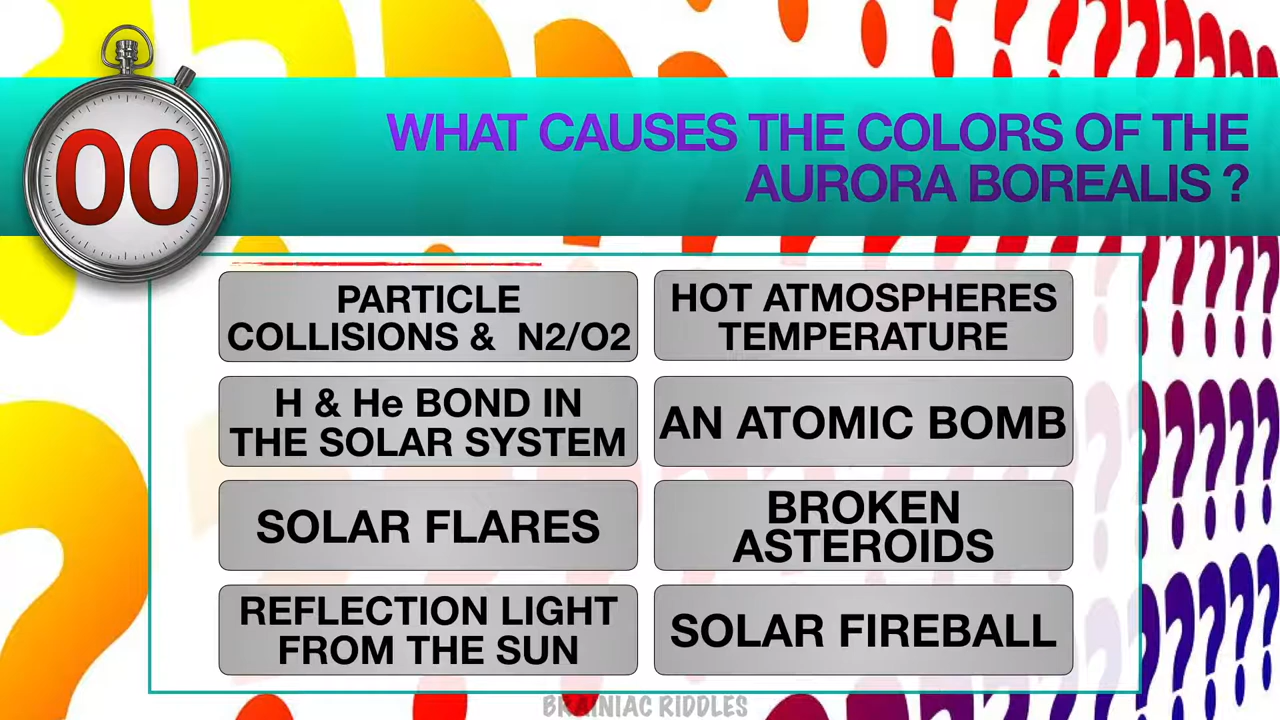 00
WHAT CAUSES THE COLORS OF THE
AURORA BOREALIS ?
PARTICLE
COLLISIONS & N2/O2
HOT ATMOSPHERES
TEMPERATURE
H & He BOND IN
THE SOLAR SYSTEM
AN ATOMIC BOMB
SOLAR FLARES
BROKEN
ASTEROIDS
REFLECTION LIGHT
FROM THE SUN
SOLAR FIREBALL
BRAINIAC RIDDLES